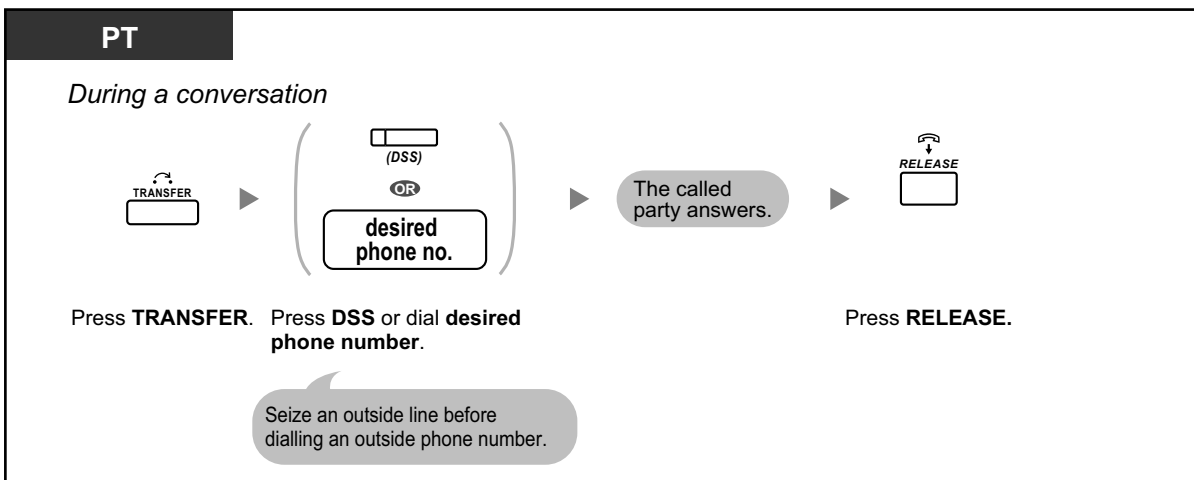 PT
During a conversation
TRANSFER
(DSS)
OR
desired
phone no.
The called
party answers.
RELEASE
Press TRANSFER.
Press DSS or dial desired
phone number.
Press RELEASE.
Seize an outside line before
dialling an outside phone number.